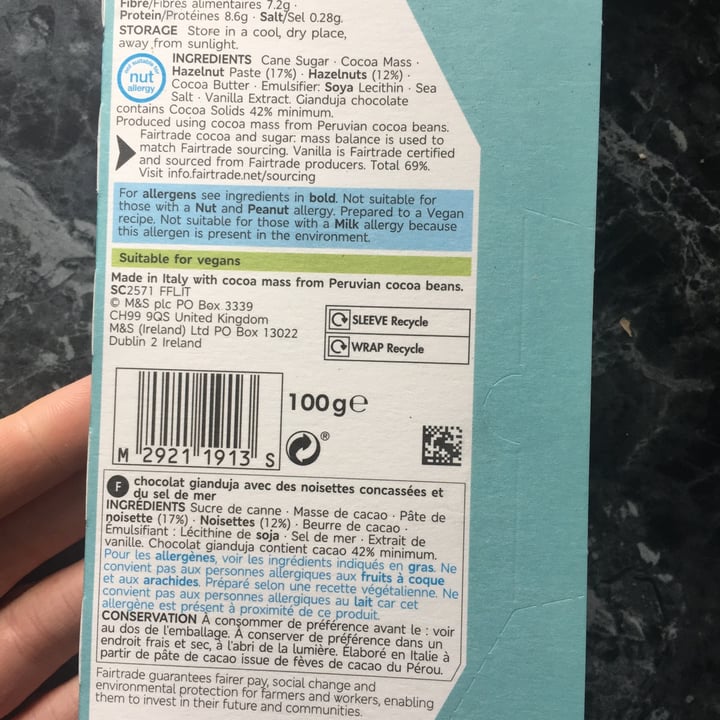 Fibre/Fibres alimentaires 7.2g ·
Protein/Protéines 8.6g · Salt/Sel 0.28g.
STORAGE Store in a cool, dry place,
away from sunlight.
not suitable for
nut
allergy
INGREDIENTS Cane Sugar · Cocoa Mass ·
Hazelnut Paste (17%) · Hazelnuts (12%) ·
Cocoa Butter · Emulsifier: Soya Lecithin · Sea
Salt · Vanilla Extract. Gianduja chocolate
contains Cocoa Solids 42% minimum.
Produced using cocoa mass from Peruvian cocoa beans.
Fairtrade cocoa and sugar: mass balance is used to
match Fairtrade sourcing. Vanilla is Fairtrade certified
and sourced from Fairtrade producers. Total 69%.
Visit info.fairtrade.net/sourcing
For allergens see ingredients in bold. Not suitable for
those with a Nut and Peanut allergy. Prepared to a Vegan
recipe. Not suitable for those with a Milk allergy because
this allergen is present in the environment.
Suitable for vegans
Made in Italy with cocoa mass from Peruvian cocoa beans.
SC2571 FFL.IT
© M&S plc PO Box 3339
CH99 9QS United Kingdom
M&S (Ireland) Ltd PO Box 13022
Dublin 2 Ireland
SLEEVE Recycle
WRAP Recycle
100g℮
®
M 2921 1913 S
F chocolat gianduja avec des noisettes concassées et
du sel de mer
INGRÉDIENTS Sucre de canne · Masse de cacao · Pâte de
noisette (17%) · Noisettes (12%) · Beurre de cacao ·
Émulsifiant : Lécithine de soja · Sel de mer · Extrait de
vanille. Chocolat gianduja contient cacao 42% minimum.
Pour les allergènes, voir les ingrédients indiqués en gras. Ne
convient pas aux personnes allergiques aux fruits à coque
et aux arachides. Préparé selon une recette végétalienne. Ne
convient pas aux personnes allergiques au lait car cet
allergène est présent à proximité de ce produit.
CONSERVATION À consommer de préférence avant le : voir
au dos de l'emballage. À conserver de préférence dans un
endroit frais et sec, à l'abri de la lumière. Élaboré en Italie à
partir de pâte de cacao issue de fèves de cacao du Pérou.
Fairtrade guarantees fairer pay, social change and
environmental protection for farmers and workers, enabling
them to invest in their future and communities.